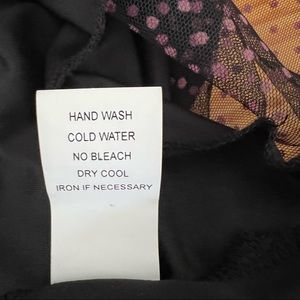 HAND WASH
COLD WATER
NO BLEACH
DRY COOL
IRON IF NECESSARY